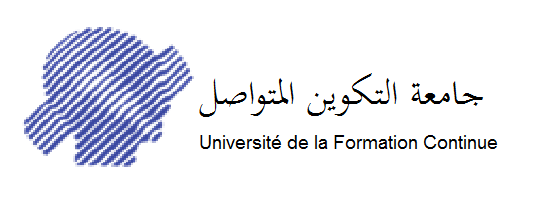 جامعة التكوين المتواصل
Université de la Formation Continue